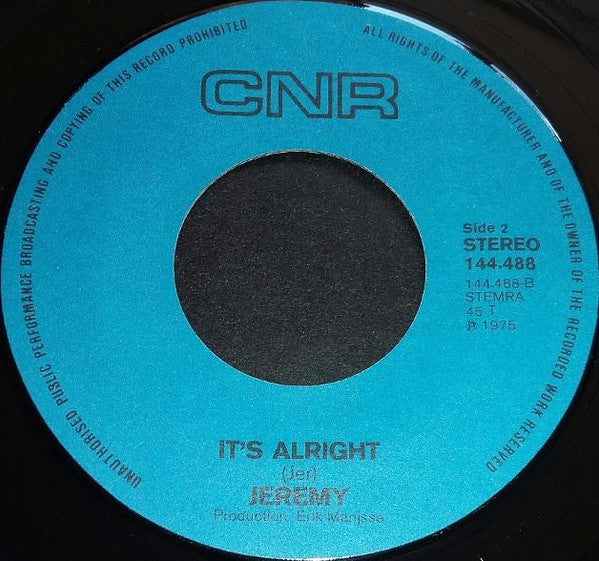 UNAUTHORISED PUBLIC PERFORMANCE BROADCASTING AND COPYING OF THIS RECORD PROHIBITED
ALL RIGHTS OF THE MANUFACTURER AND OF THE OWNER OF THE RECORDED WORK RESERVED
CNR
Side 2
STEREO
144.488
144.488-B
STEMRA
45 T
℗ 1975
IT'S ALRIGHT
(Jer)
JEREMY
Production: Erik Marijsse